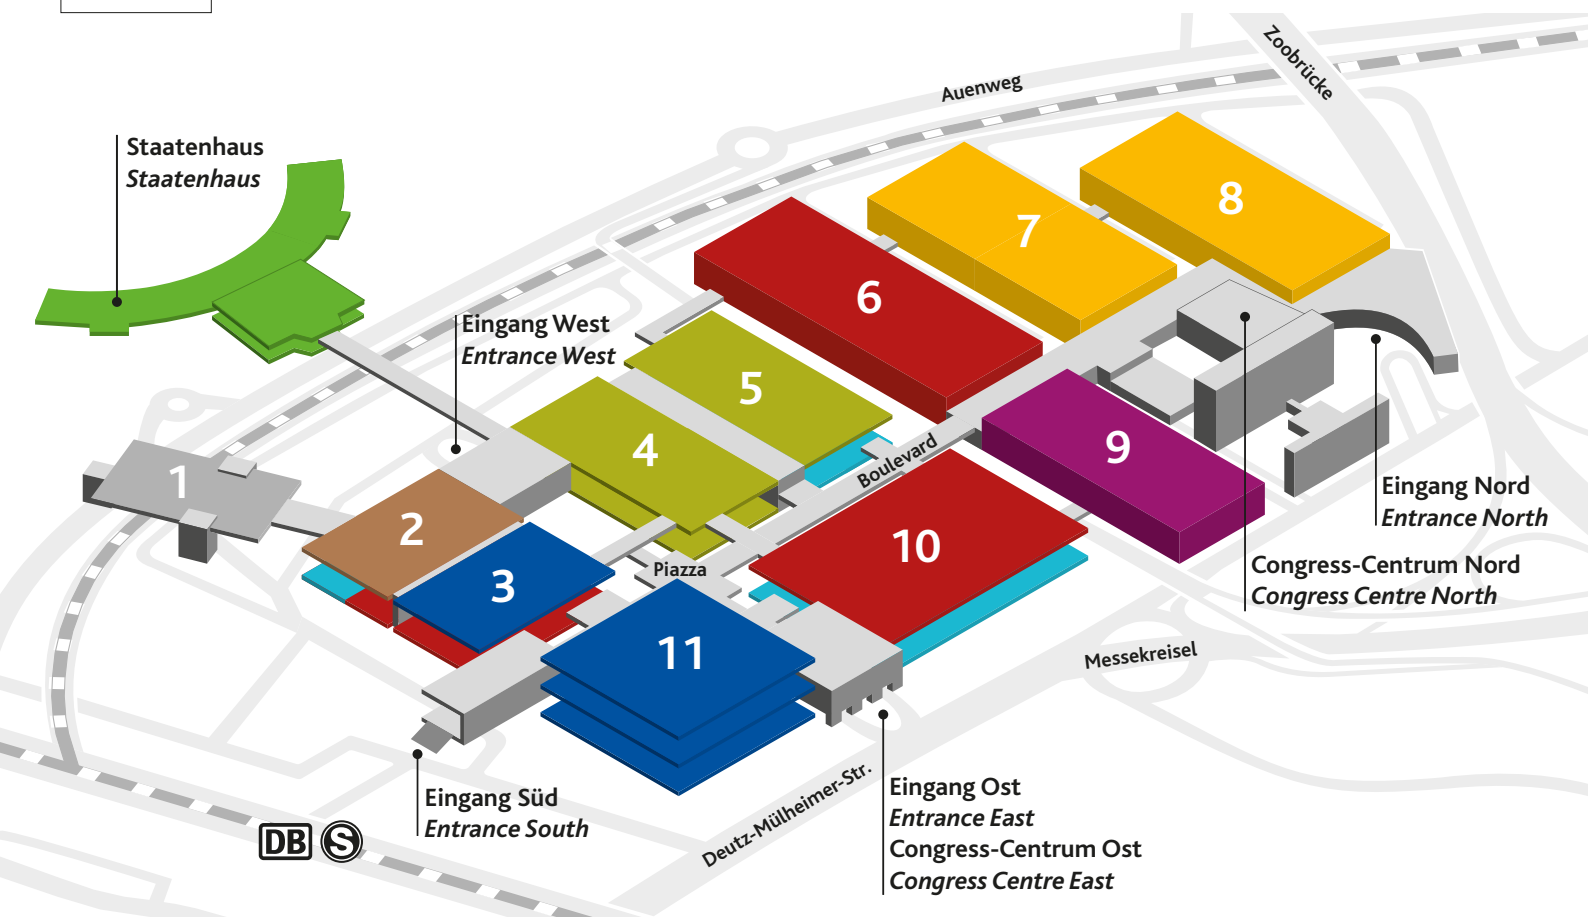 Zoobrücke
Auenweg
Staatenhaus
Staatenhaus
8
7
6
Eingang West
Entrance West
5
4
Boulevard
9
1
2
10
3
Piazza
11
Eingang Nord
Entrance North
Congress-Centrum Nord
Congress Centre North
Messekreisel
Eingang Süd
Entrance South
Deutz-Mülheimer-Str.
Eingang Ost
Entrance East
Congress-Centrum Ost
Congress Centre East
DB S